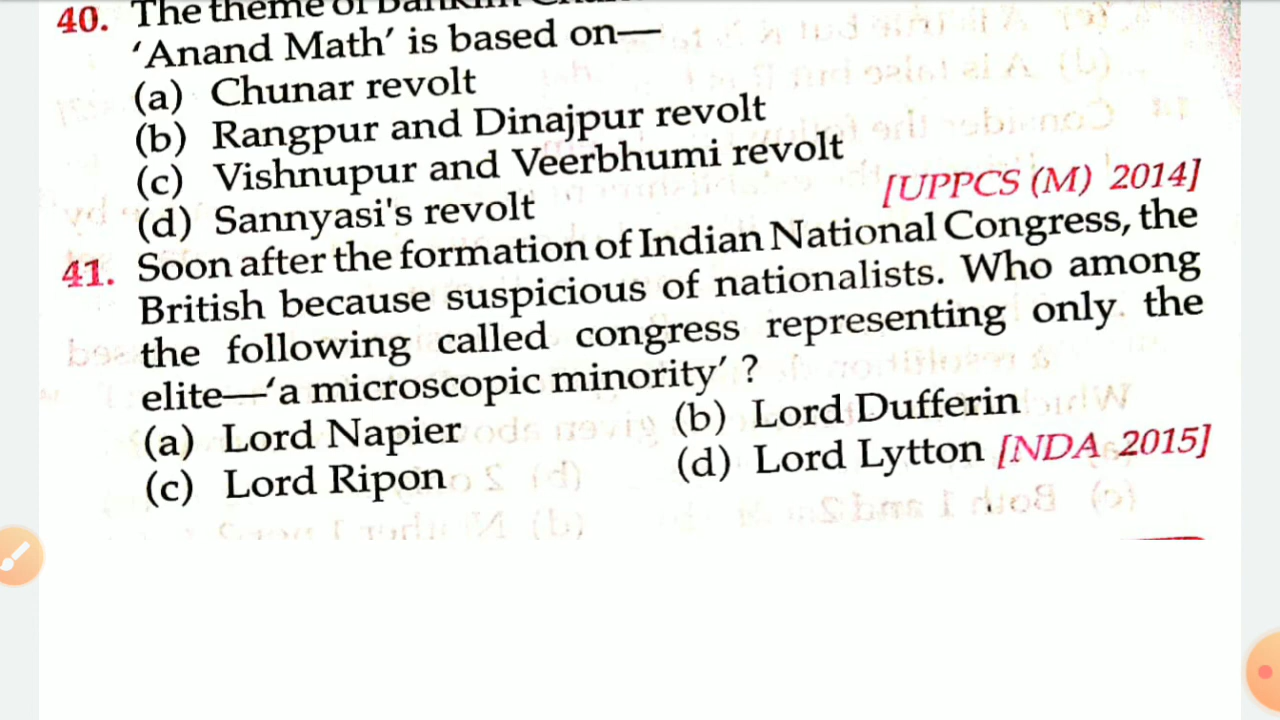 40. The theme of
'Anand Math' is based on—
(a) Chunar revolt
(b) Rangpur and Dinajpur revolt
(c) Vishnupur and Veerbhumi revolt
(d) Sannyasi's revolt [UPPCS (M) 2014]
41. Soon after the formation of Indian National Congress, the
British because suspicious of nationalists. Who among
the following called congress representing only the
elite—'a microscopic minority' ?
(a) Lord Napier (b) Lord Dufferin
(c) Lord Ripon (d) Lord Lytton [NDA 2015]